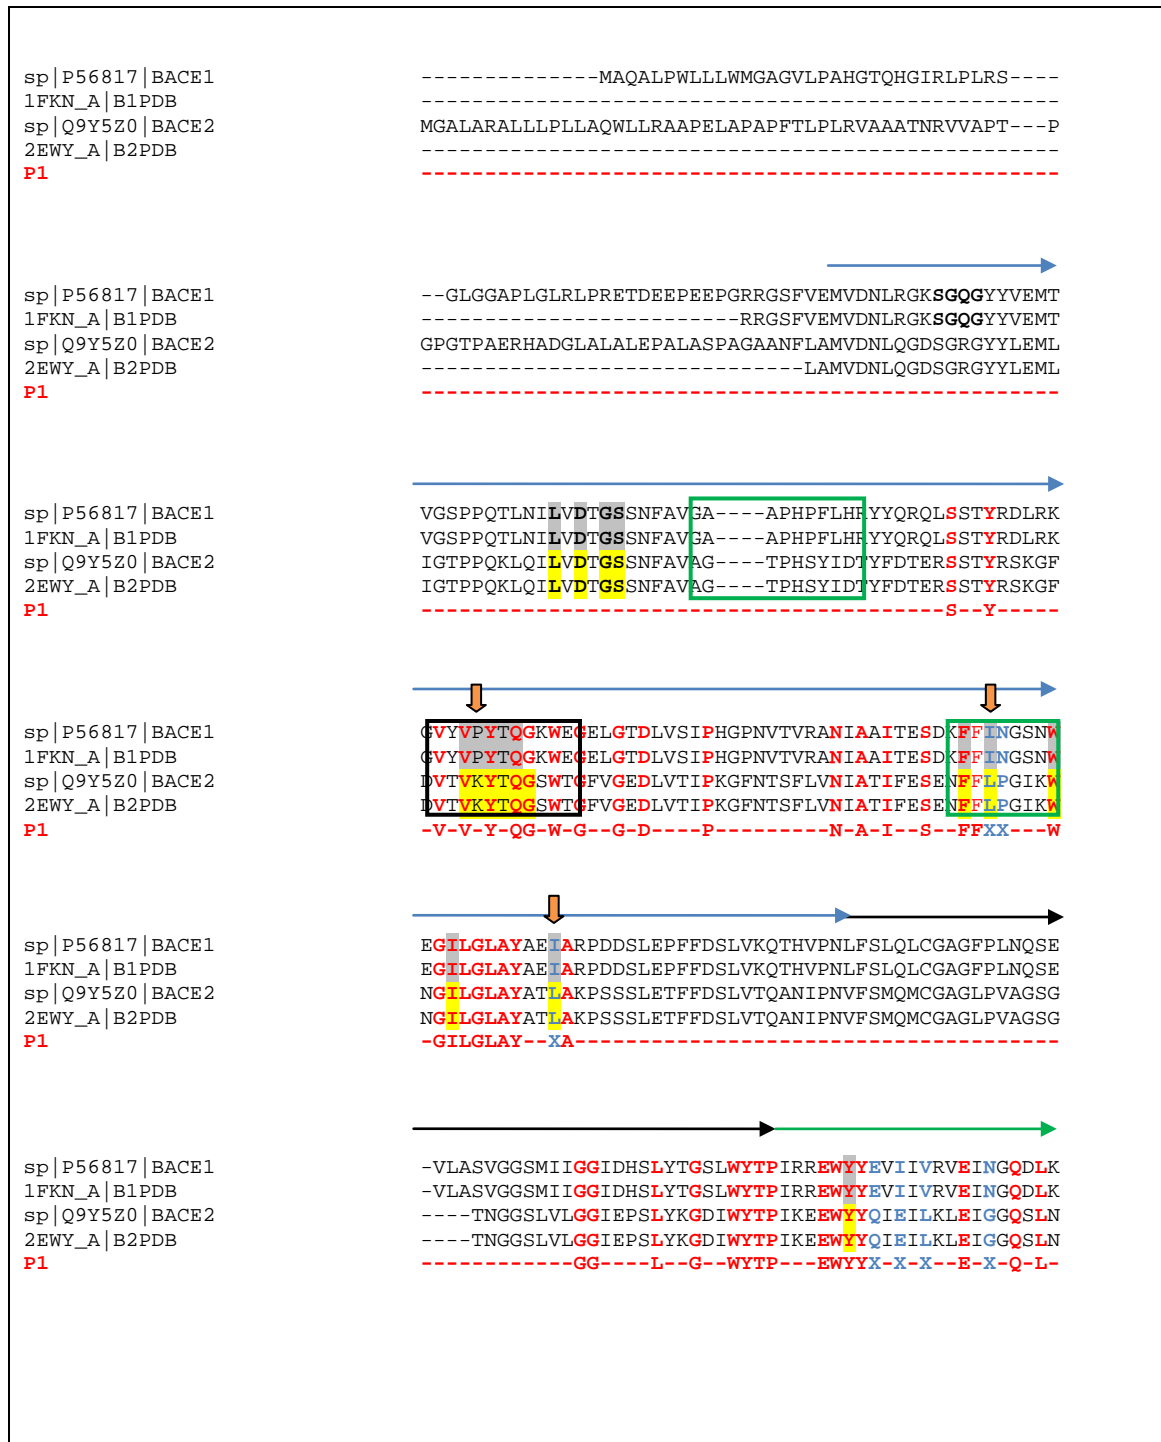 sp|P56817|BACE1 --------------MAQALPWLLLWMGAGVLPAHGTQHGIRLPLRS----
1FKN_A|B1PDB --------------------------------------------------
sp|Q9Y5Z0|BACE2 MGALARALLLPLLAQWLLRAAPELAPAPFTLPLRVAAATNRVVAPT---P
2EWY_A|B2PDB --------------------------------------------------
P1 --------------------------------------------------
sp|P56817|BACE1 --GLGGAPLGLRLPRETDEEPEEPGRRGSFVEMVDNLRGKSGQGYYVEMT
1FKN_A|B1PDB -------------------------RRGSFVEMVDNLRGKSGQGYYVEMT
sp|Q9Y5Z0|BACE2 GPGTPAERHADGLALALEPALASPAGAANFLAMVDNLQGDSGRGYYLEML
2EWY_A|B2PDB ------------------------------LAMVDNLQGDSGRGYYLEML
P1 --------------------------------------------------
sp|P56817|BACE1 VGSPPQTLNILVDTGSSNFAVGA----APHPFLHRYYQRQLSSTYRDLRK
1FKN_A|B1PDB VGSPPQTLNILVDTGSSNFAVGA----APHPFLHRYYQRQLSSTYRDLRK
sp|Q9Y5Z0|BACE2 IGTPPQKLQILVDTGSSNFAVAG----TPHSYIDTYFDTERSSTYRSKGF
2EWY_A|B2PDB IGTPPQKLQILVDTGSSNFAVAG----TPHSYIDTYFDTERSSTYRSKGF
P1 -----------------------------------------S--Y-----
sp|P56817|BACE1 GVYVPYTQGKWEGELGTDLVSIPHGPNVTVRANIAAITESDKFFINGSNW
1FKN_A|B1PDB GVYVPYTQGKWEGELGTDLVSIPHGPNVTVRANIAAITESDKFFINGSNW
sp|Q9Y5Z0|BACE2 DVTVKYTQGSWTGFVGEDLVTIPKGFNTSFLVNIATIFESENFFLPGIKW
2EWY_A|B2PDB DVTVKYTQGSWTGFVGEDLVTIPKGFNTSFLVNIATIFESENFFLPGIKW
P1 -V-V-Y-QG-W-G--G-D----P---------N-A-I--S--FFXX---W
sp|P56817|BACE1 EGILGLAYAEIARPDDSLEPFFDSLVKQTHVPNLFSLQLCGAGFPLNQSE
1FKN_A|B1PDB EGILGLAYAEIARPDDSLEPFFDSLVKQTHVPNLFSLQLCGAGFPLNQSE
sp|Q9Y5Z0|BACE2 NGILGLAYATLAKPSSSLETFFDSLVTQANIPNVFSMQMCGAGLPVAGSG
2EWY_A|B2PDB NGILGLAYATLAKPSSSLETFFDSLVTQANIPNVFSMQMCGAGLPVAGSG
P1 -GILGLAY--XA--------------------------------------
sp|P56817|BACE1 -VLASVGGSMIIGGIDHSLYTGSLWYTPIRREWYYEVIIVRVEINGQDLK
1FKN_A|B1PDB -VLASVGGSMIIGGIDHSLYTGSLWYTPIRREWYYEVIIVRVEINGQDLK
sp|Q9Y5Z0|BACE2 ----TNGGSLVLGGIEPSLYKGDIWYTPIKEEWYYQIEILKLEIGGQSLN
2EWY_A|B2PDB ----TNGGSLVLGGIEPSLYKGDIWYTPIKEEWYYQIEILKLEIGGQSLN
P1 ------------GG----L--G--WYTP---EWYYX-X-X--E-X-Q-L-